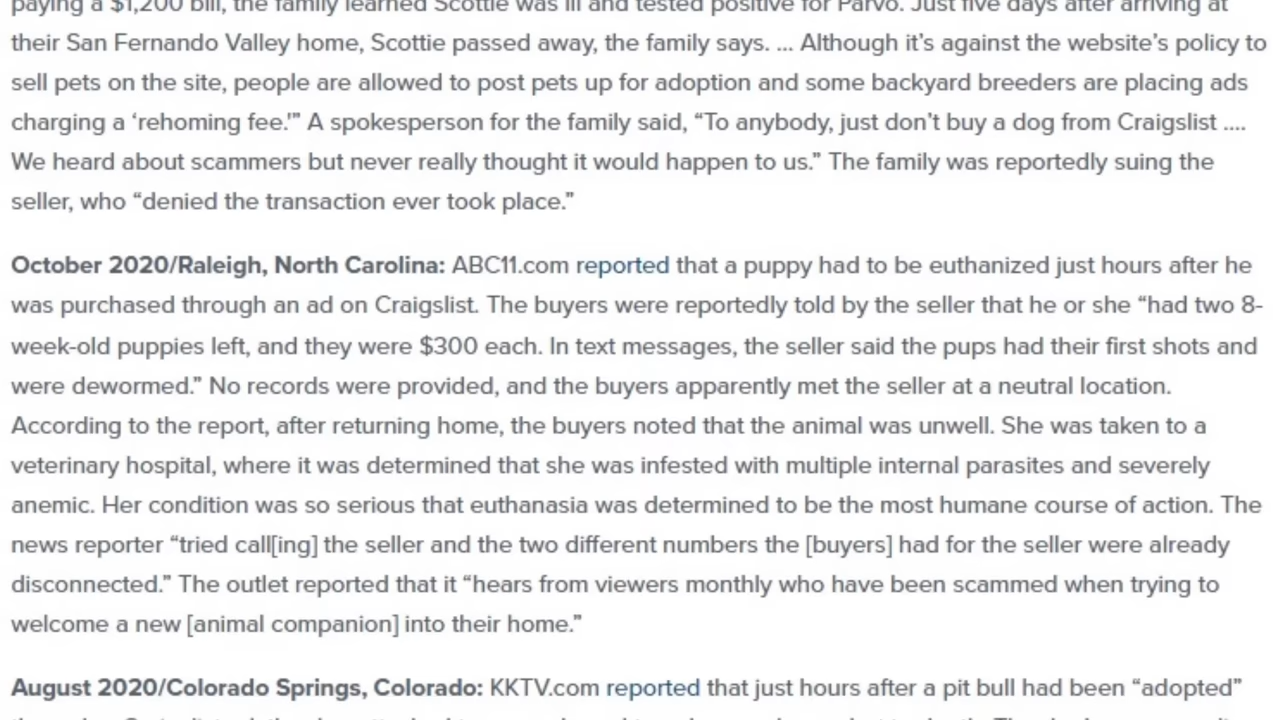 paying a $1,200 bill, the family learned Scottie was ill and tested positive for Parvo. Just five days after arriving at
their San Fernando Valley home, Scottie passed away, the family says. … Although it’s against the website’s policy to
sell pets on the site, people are allowed to post pets up for adoption and some backyard breeders are placing ads
charging a ‘rehoming fee.’” A spokesperson for the family said, “To anybody, just don’t buy a dog from Craigslist ….
We heard about scammers but never really thought it would happen to us.” The family was reportedly suing the
seller, who “denied the transaction ever took place.”
October 2020/Raleigh, North Carolina: ABC11.com reported that a puppy had to be euthanized just hours after he
was purchased through an ad on Craigslist. The buyers were reportedly told by the seller that he or she “had two 8-
week-old puppies left, and they were $300 each. In text messages, the seller said the pups had their first shots and
were dewormed.” No records were provided, and the buyers apparently met the seller at a neutral location.
According to the report, after returning home, the buyers noted that the animal was unwell. She was taken to a
veterinary hospital, where it was determined that she was infested with multiple internal parasites and severely
anemic. Her condition was so serious that euthanasia was determined to be the most humane course of action. The
news reporter “tried call[ing] the seller and the two different numbers the [buyers] had for the seller were already
disconnected.” The outlet reported that it “hears from viewers monthly who have been scammed when trying to
welcome a new [animal companion] into their home.”
August 2020/Colorado Springs, Colorado: KKTV.com reported that just hours after a pit bull had been “adopted”